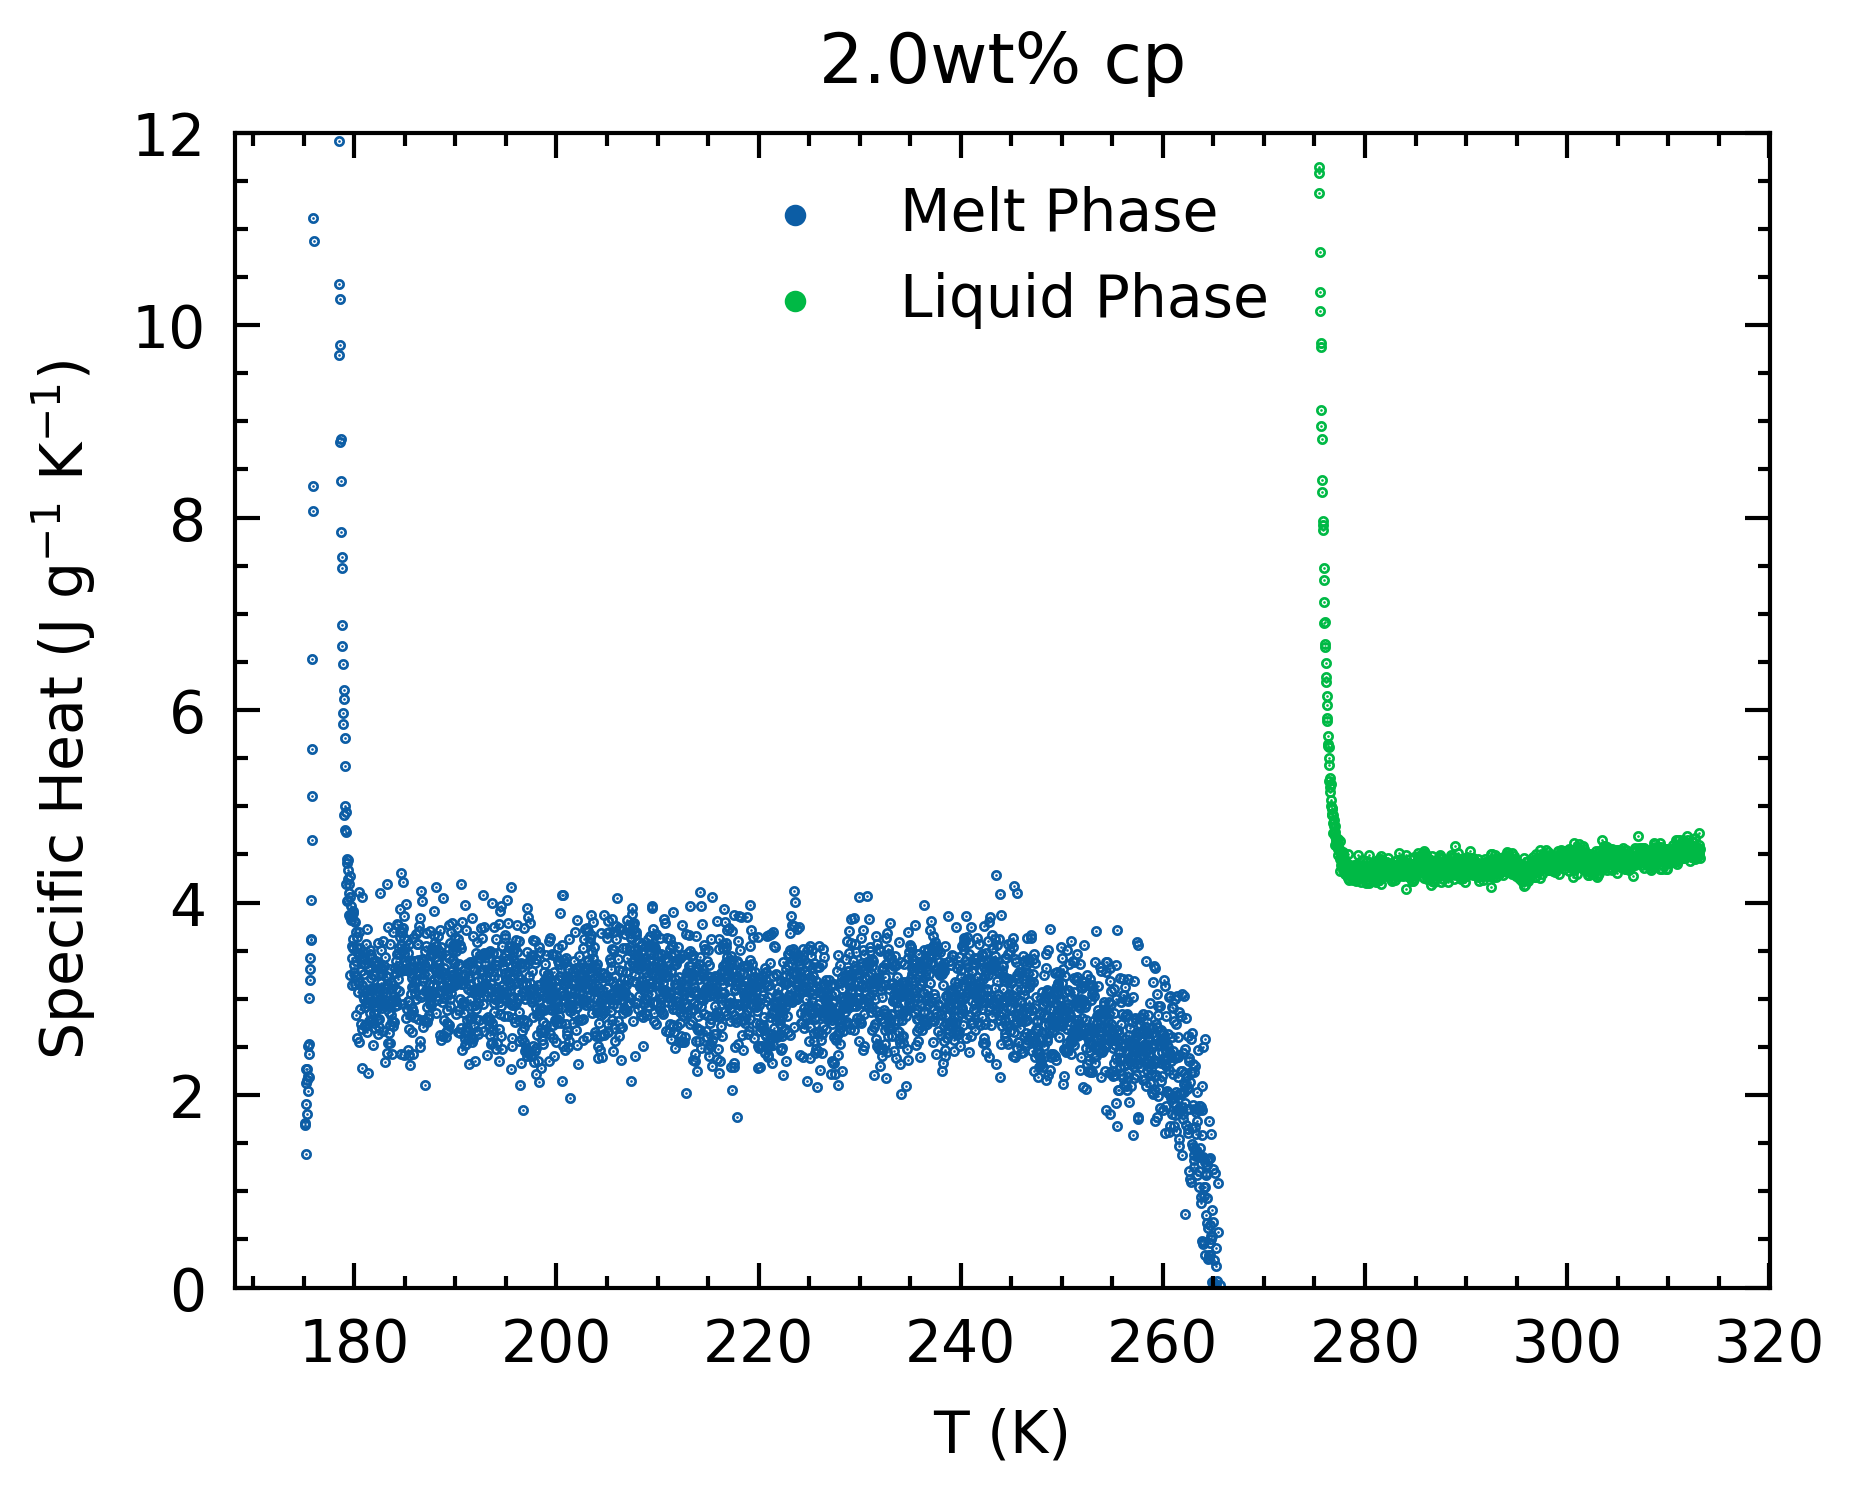 2.0wt% cp
12
10
8
6
4
2
0
Specific Heat (J g⁻¹ K⁻¹)
Melt Phase
Liquid Phase
180 200 220 240 260 280 300 320
T (K)